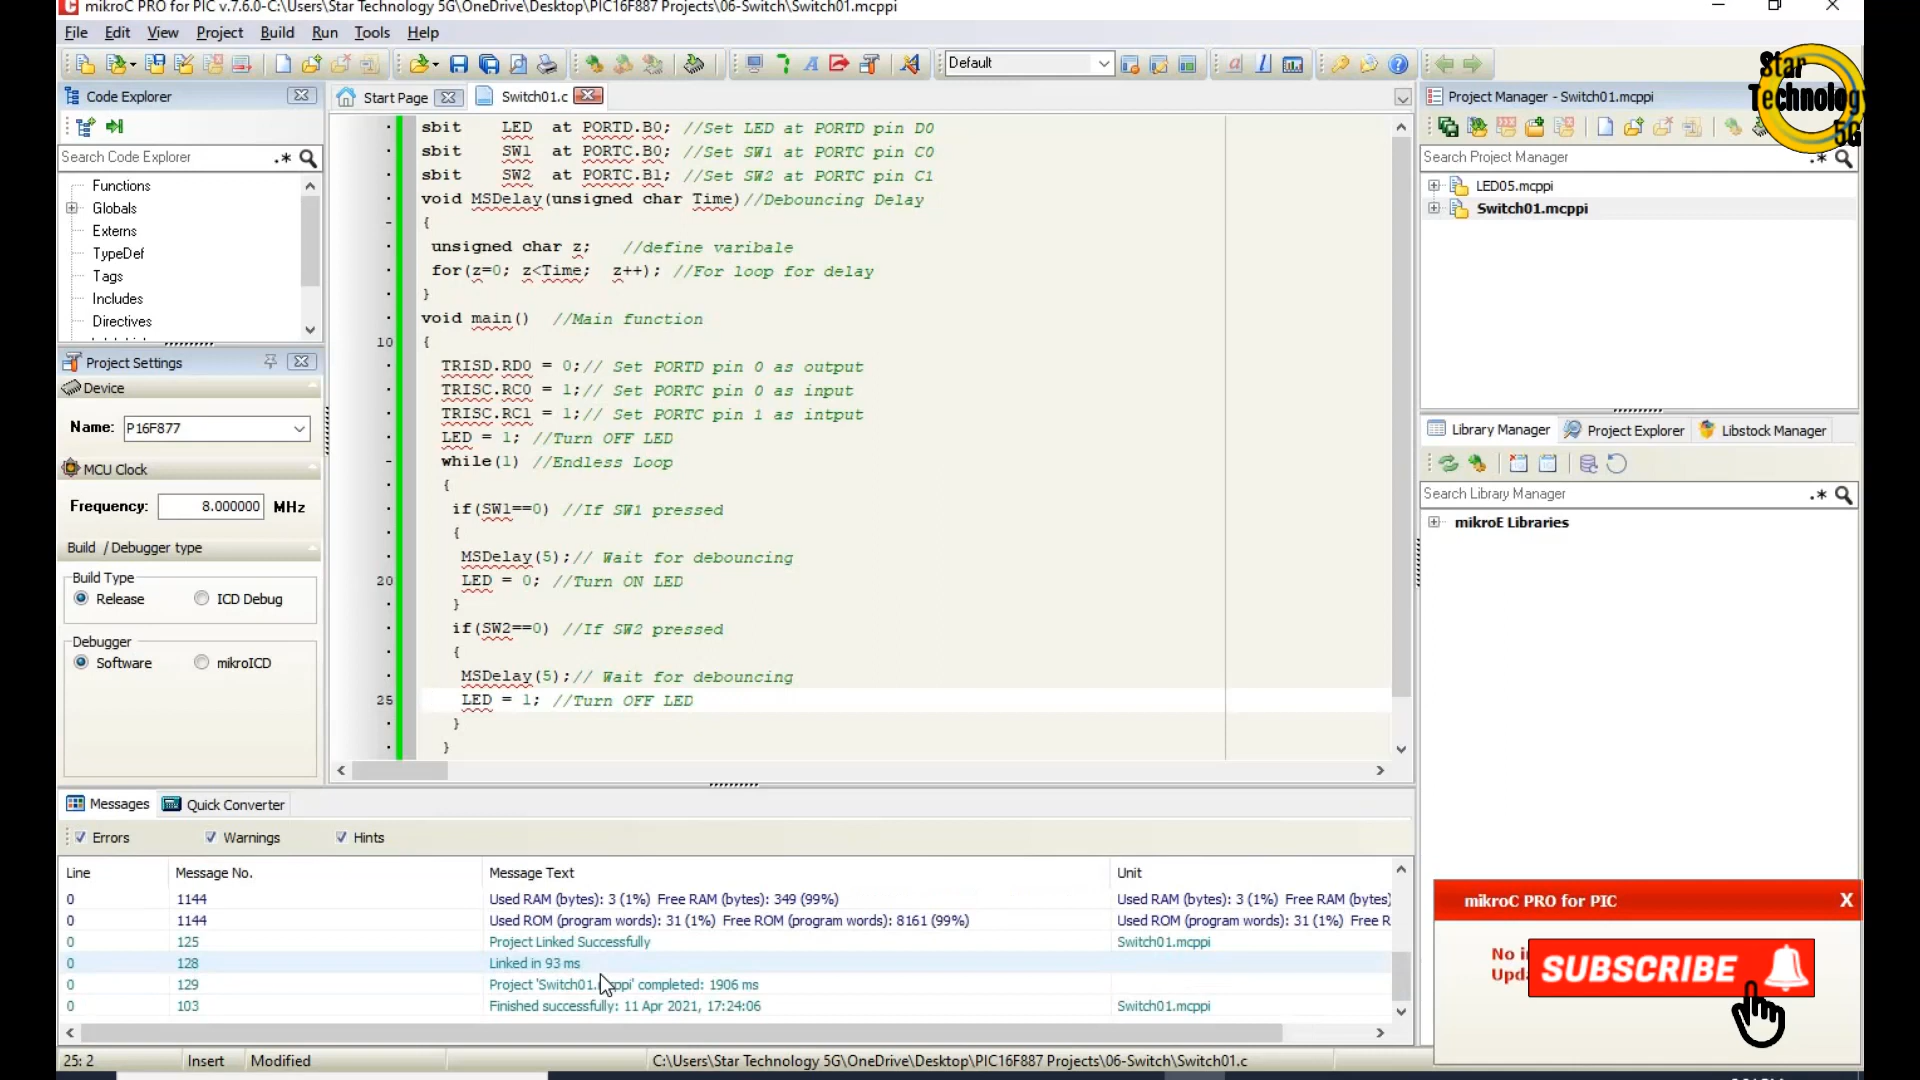 mikroC PRO for PIC v.7.6.0-C:\Users\Star Technology 5G\OneDrive\Desktop\PIC16F887 Projects\06-Switch\Switch01.mcppi
File Edit View Project Build Run Tools Help
Default
Star Technology 5G
Code Explorer
Search Code Explorer
Functions
Globals
Externs
TypeDef
Tags
Includes
Directives
Project Settings
Device
Name: P16F877
MCU Clock
Frequency: 8.000000 MHz
Build / Debugger type
Build Type
Release ICD Debug
Debugger
Software mikroICD
Start Page Switch01.c
sbit LED at PORTD.B0; //Set LED at PORTD pin D0
sbit SW1 at PORTC.B0; //Set SW1 at PORTC pin C0
sbit SW2 at PORTC.B1; //Set SW2 at PORTC pin C1
void MSDelay(unsigned char Time)//Debouncing Delay
{
unsigned char z; //define varibale
for(z=0; z<Time; z++); //For loop for delay
}
void main() //Main function
10 {
TRISD.RD0 = 0;// Set PORTD pin 0 as output
TRISC.RC0 = 1;// Set PORTC pin 0 as input
TRISC.RC1 = 1;// Set PORTC pin 1 as intput
LED = 1; //Turn OFF LED
while(1) //Endless Loop
{
if(SW1==0) //If SW1 pressed
{
MSDelay(5);// Wait for debouncing
20 LED = 0; //Turn ON LED
}
if(SW2==0) //If SW2 pressed
{
MSDelay(5);// Wait for debouncing
25 LED = 1; //Turn OFF LED
}
}
Project Manager - Switch01.mcppi
Search Project Manager
LED05.mcppi
Switch01.mcppi
Library Manager Project Explorer Libstock Manager
Search Library Manager
mikroE Libraries
Messages Quick Converter
Errors Warnings Hints
Line Message No. Message Text Unit
0 1144 Used RAM (bytes): 3 (1%) Free RAM (bytes): 349 (99%) Used RAM (bytes): 3 (1%) Free RAM (bytes)
0 1144 Used ROM (program words): 31 (1%) Free ROM (program words): 8161 (99%) Used ROM (program words): 31 (1%) Free R
0 125 Project Linked Successfully Switch01.mcppi
0 128 Linked in 93 ms
0 129 Project 'Switch01.mcppi' completed: 1906 ms
0 103 Finished successfully: 11 Apr 2021, 17:24:06 Switch01.mcppi
mikroC PRO for PIC X
No
SUBSCRIBE
25: 2 Insert Modified C:\Users\Star Technology 5G\OneDrive\Desktop\PIC16F887 Projects\06-Switch\Switch01.c